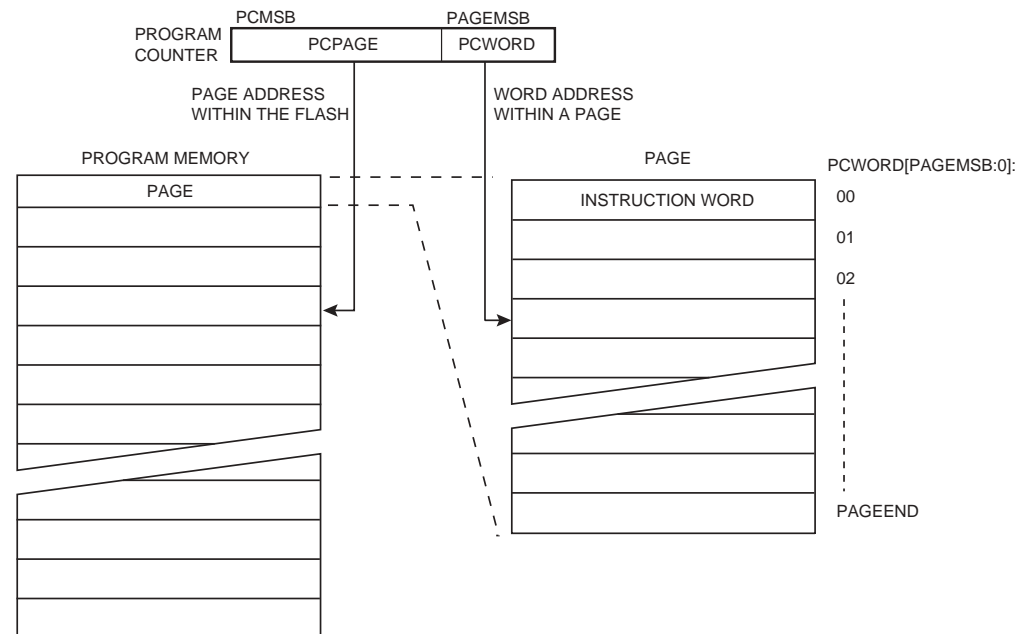 PCMSB
PAGEMSB
PROGRAM
COUNTER
PCPAGE
PCWORD
PAGE ADDRESS
WITHIN THE FLASH
WORD ADDRESS
WITHIN A PAGE
PROGRAM MEMORY
PAGE
PAGE
INSTRUCTION WORD
PCWORD[PAGEMSB:0]:
00
01
02
PAGEEND